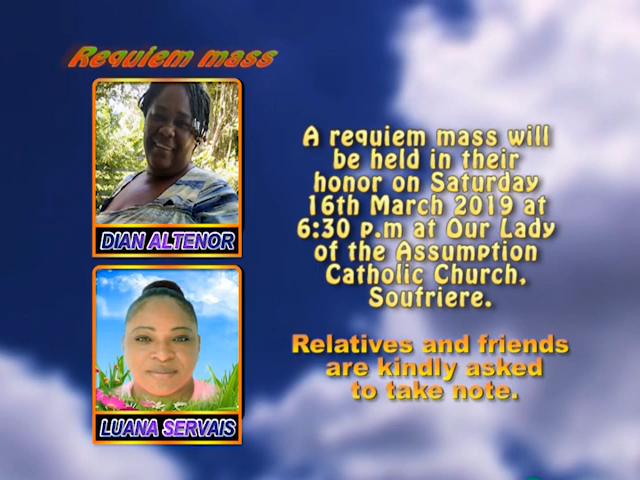 Requiem mass
DIAN ALTENOR
LUANA SERVAIS
A requiem mass will
be held in their
honor on Saturday
16th March 2019 at
6:30 p.m at Our Lady
of the Assumption
Catholic Church,
Soufriere.
Relatives and friends
are kindly asked
to take note.